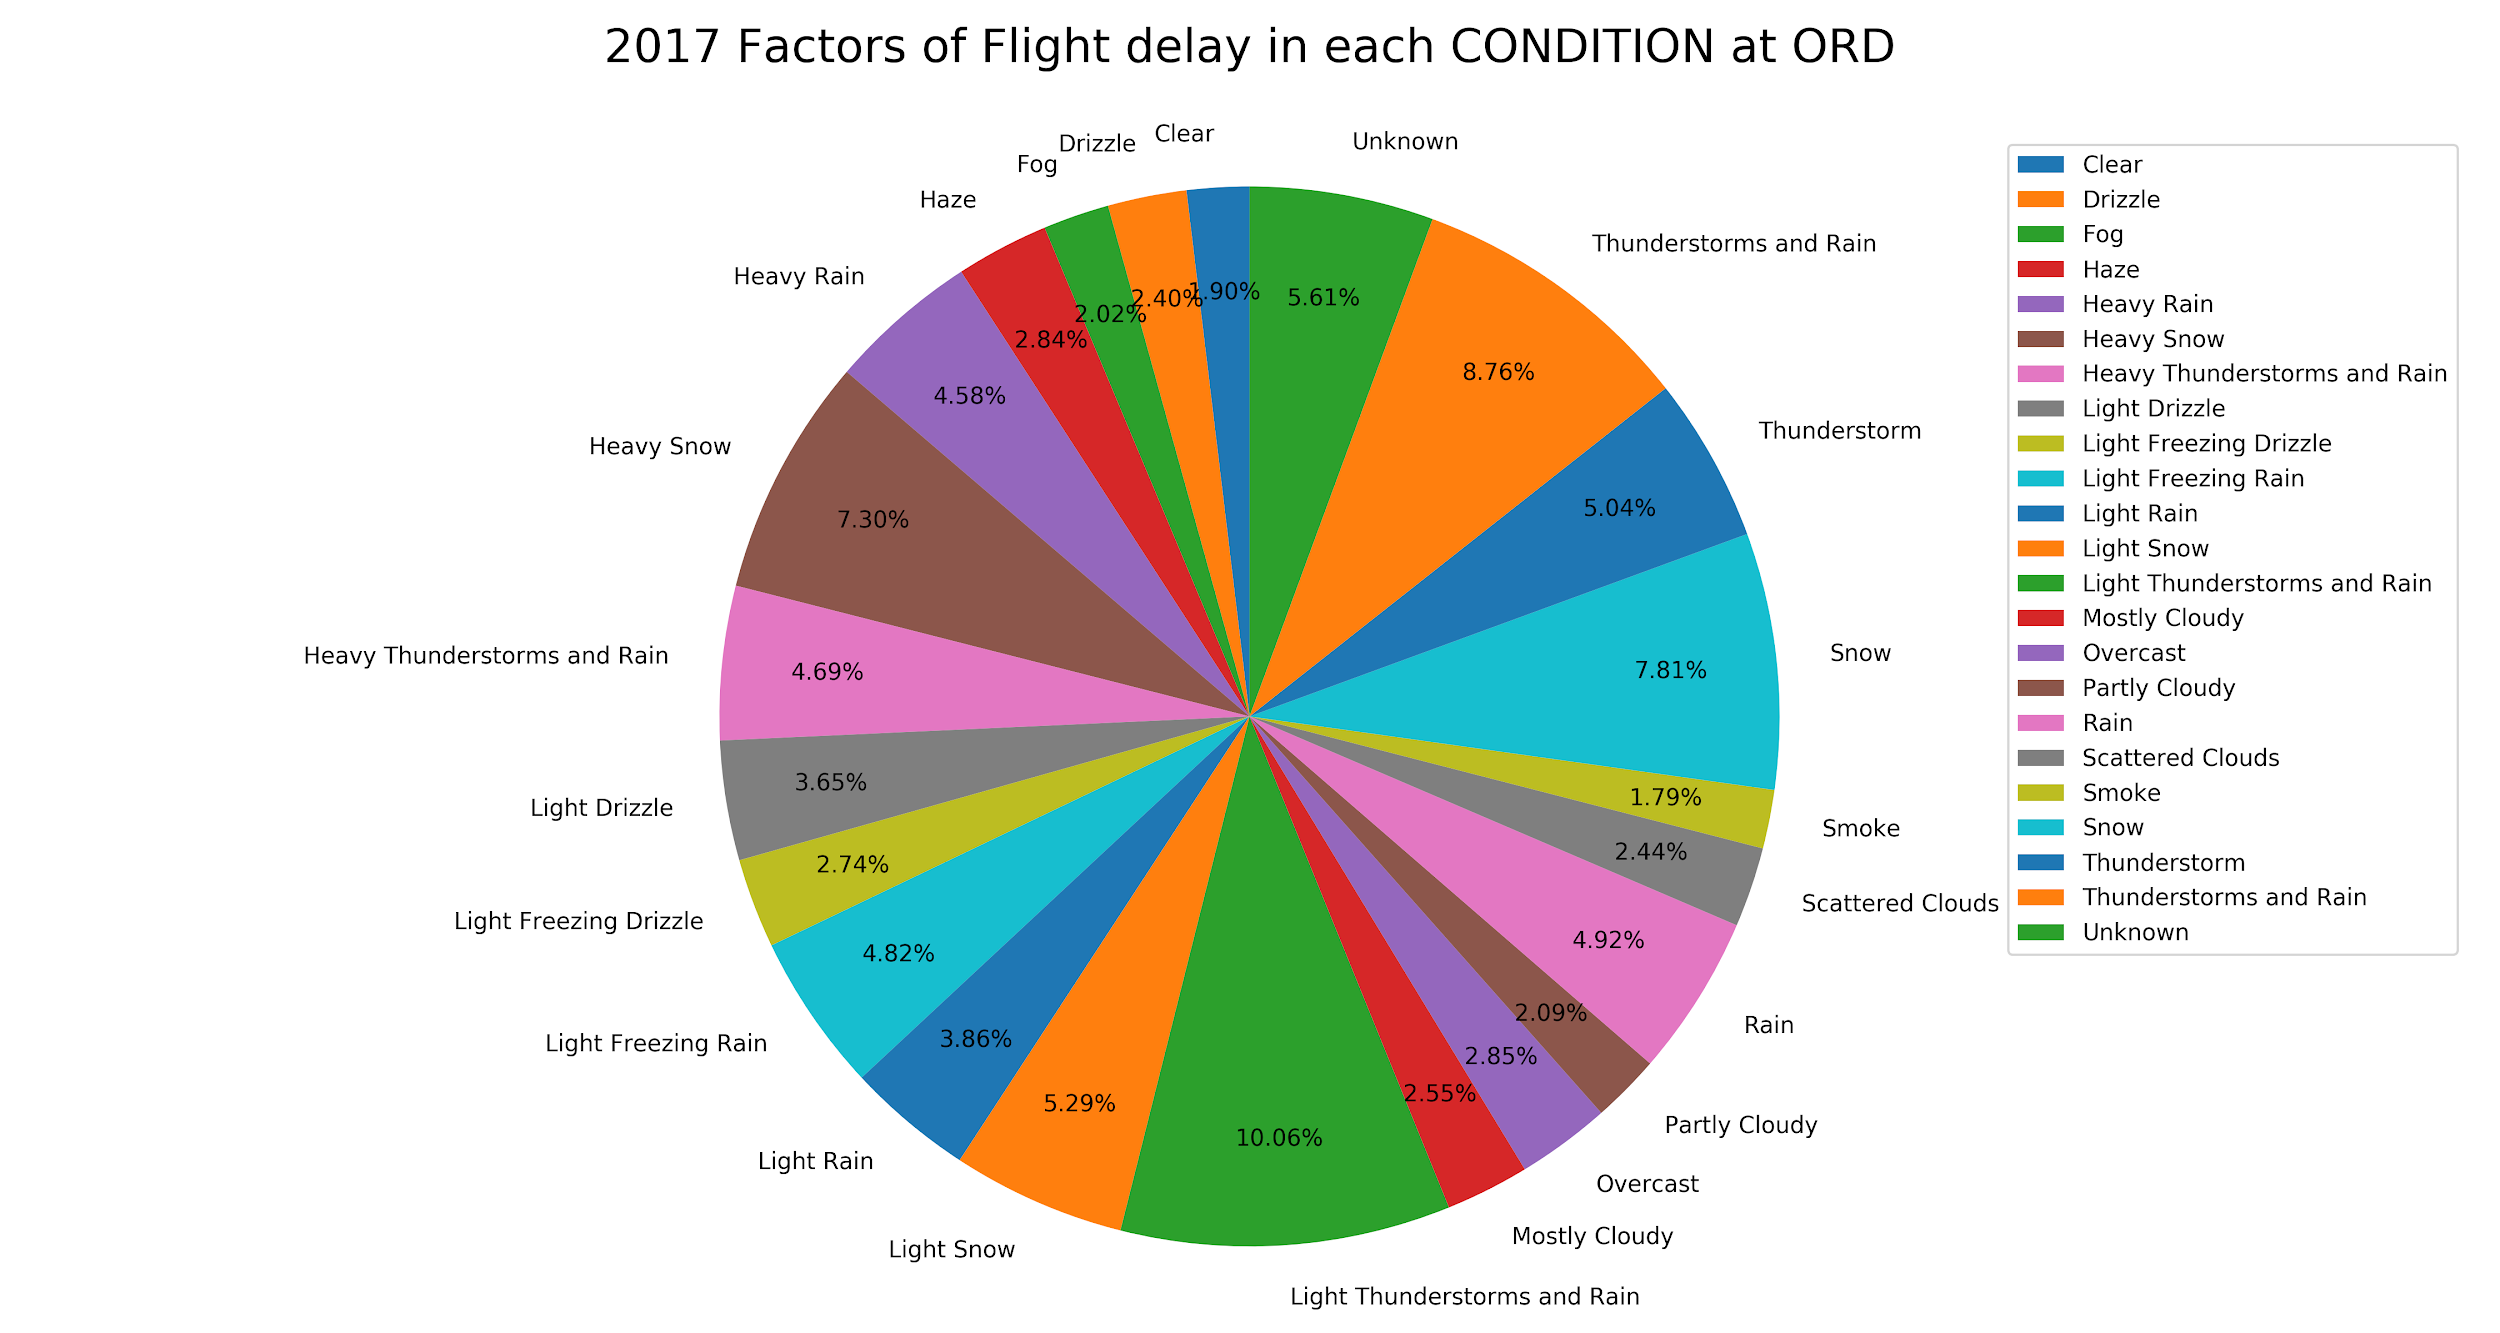 2017 Factors of Flight delay in each CONDITION at ORD
Clear
Drizzle
Fog
Haze
Heavy Rain
Heavy Snow
Heavy Thunderstorms and Rain
Light Drizzle
Light Freezing Drizzle
Light Freezing Rain
Light Rain
Light Snow
Light Thunderstorms and Rain
Mostly Cloudy
Overcast
Partly Cloudy
Rain
Scattered Clouds
Smoke
Snow
Thunderstorm
Thunderstorms and Rain
Unknown
1.90%
2.40%
2.02%
2.84%
4.58%
7.30%
4.69%
3.65%
2.74%
4.82%
3.86%
5.29%
10.06%
2.55%
2.85%
2.09%
4.92%
2.44%
1.79%
7.81%
5.04%
8.76%
5.61%
Clear
Drizzle
Fog
Haze
Heavy Rain
Heavy Snow
Heavy Thunderstorms and Rain
Light Drizzle
Light Freezing Drizzle
Light Freezing Rain
Light Rain
Light Snow
Light Thunderstorms and Rain
Mostly Cloudy
Overcast
Partly Cloudy
Rain
Scattered Clouds
Smoke
Snow
Thunderstorm
Thunderstorms and Rain
Unknown